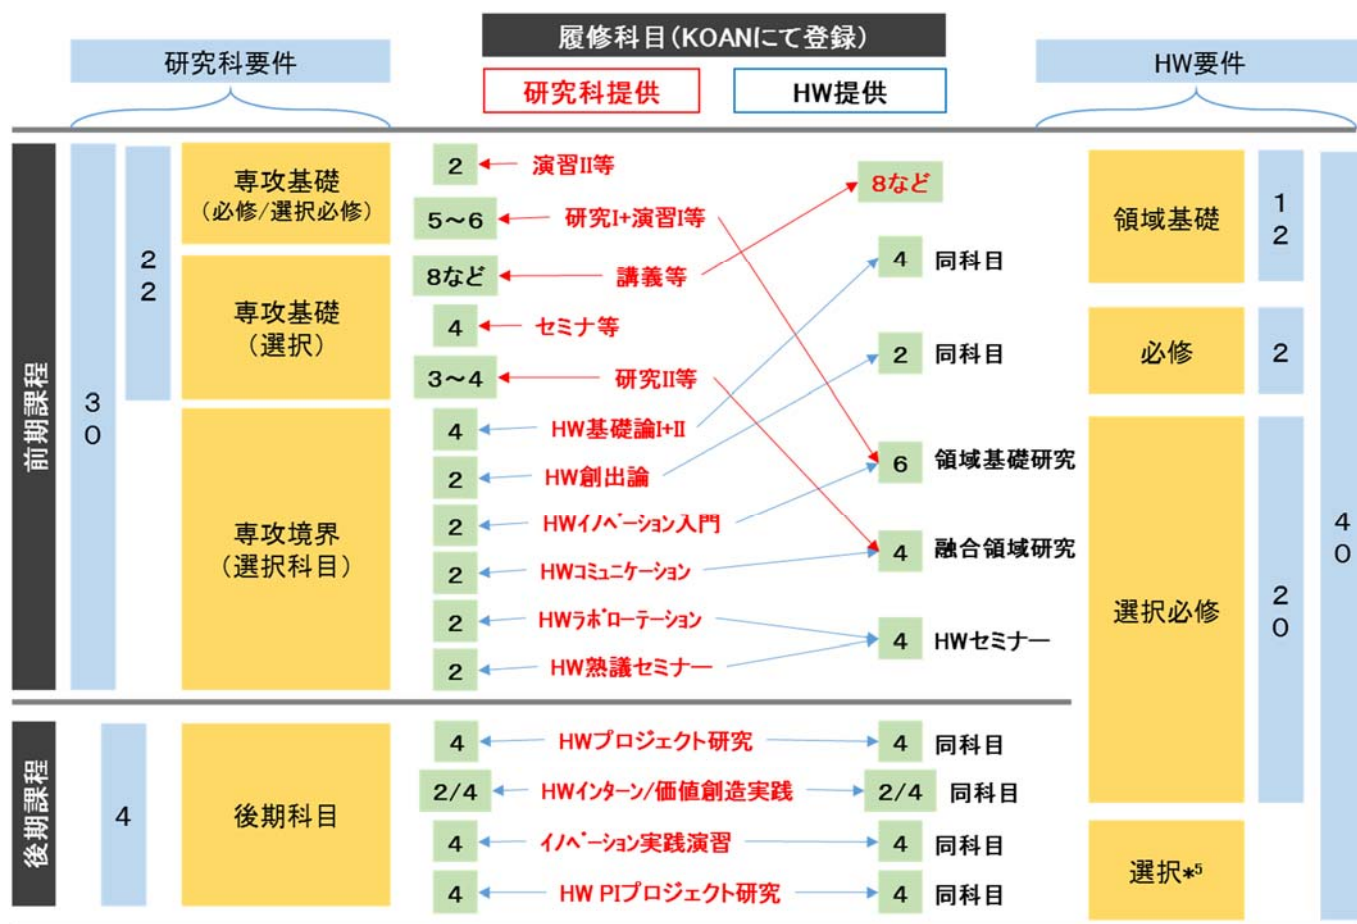 履修科目(KOANにて登録)
研究科要件
HW要件
研究科提供
HW提供
前期課程
30
22
専攻基礎
(必修/選択必修)
専攻基礎
(選択)
専攻境界
(選択科目)
2
演習II等
5～6
研究I+演習I等
8など
講義等
8など
4
セミナ等
3～4
研究II等
4
HW基礎論I+II
4
同科目
2
HW創出論
2
同科目
2
HWイノベーション入門
6
領域基礎研究
2
HWコミュニケーション
4
融合領域研究
2
HWラボローテーション
2
HW熟議セミナー
4
HWセミナー
領域基礎
12
必修
2
選択必修
20
40
後期課程
4
後期科目
4
HWプロジェクト研究
4
同科目
2/4
HWインターン/価値創造実践
2/4
同科目
4
イノベーション実践演習
4
同科目
4
HW PIプロジェクト研究
4
同科目
選択*5